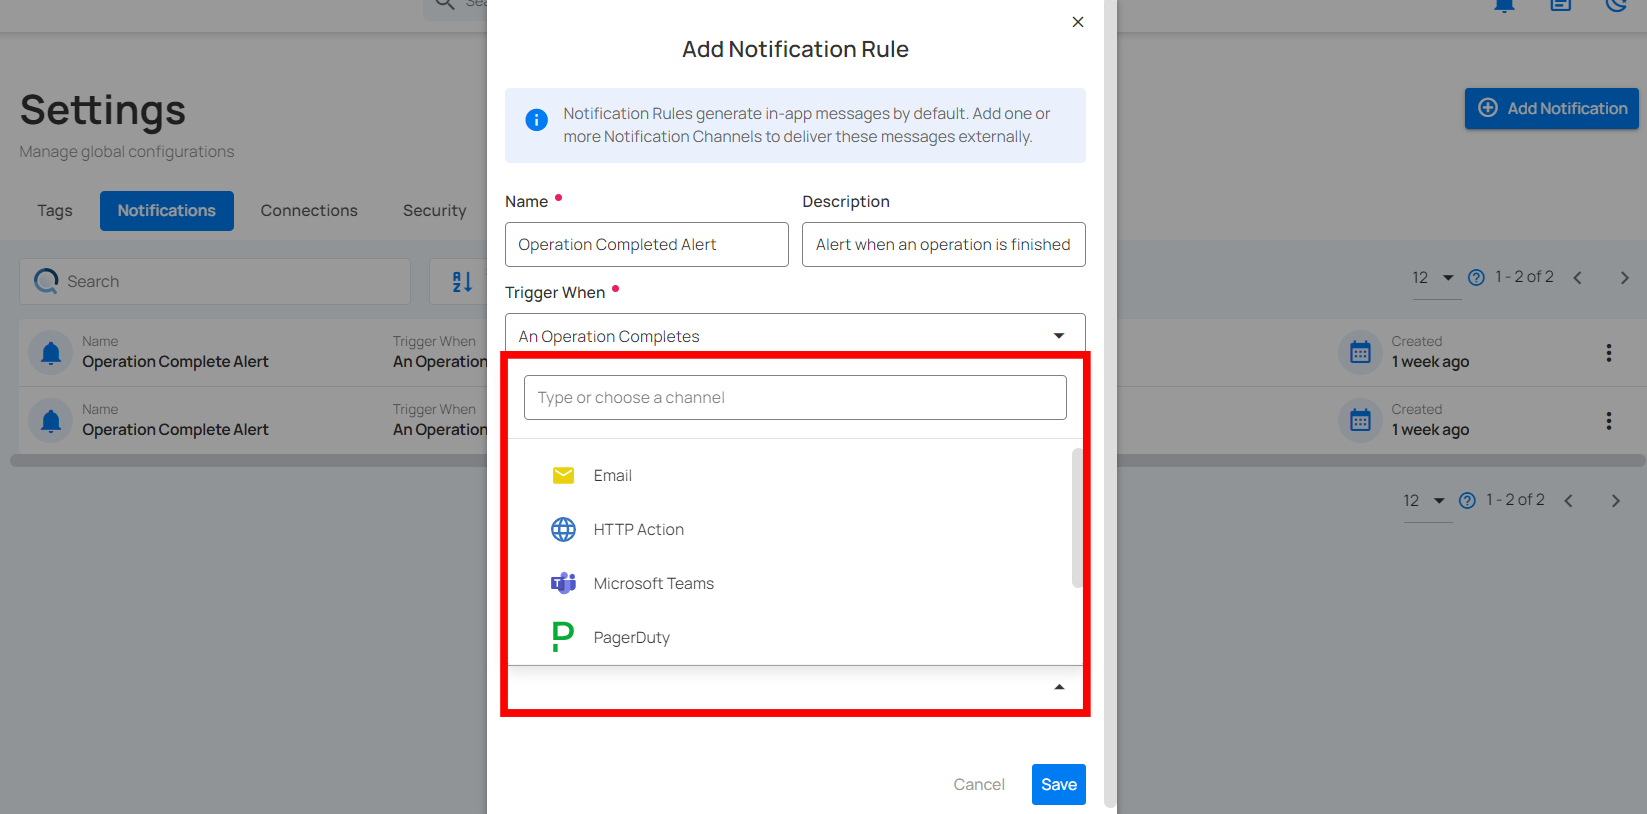 Add Notification Rule
Notification Rules generate in-app messages by default. Add one or
more Notification Channels to deliver these messages externally.
Settings
Manage global configurations
Add Notification
Tags
Notifications
Connections
Security
Name
Description
Operation Completed Alert
Alert when an operation is finished
Search
12
1 - 2 of 2
Trigger When
An Operation Completes
Name
Operation Complete Alert
Trigger When
An Operation
Created
1 week ago
Name
Operation Complete Alert
Trigger When
An Operation
Created
1 week ago
Type or choose a channel
Email
HTTP Action
Microsoft Teams
PagerDuty
12
1 - 2 of 2
Cancel
Save